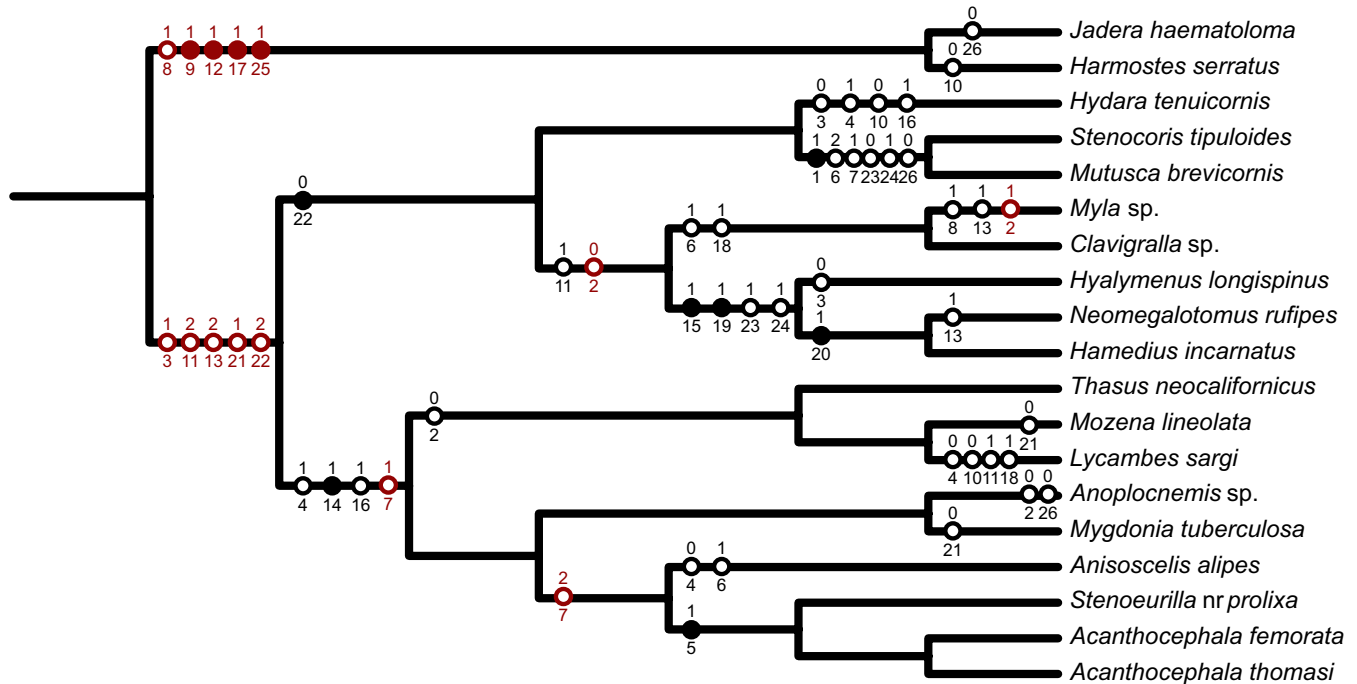 0
1 1 1 1 1
Jadera haematoloma
26
0
8 9 12 17 25
Harmostes serratus
10
0 1 0 1
Hydara tenuicornis
3 4 10 16
Stenocoris tipuloides
1 2 1 0 1 0
1 6 7 23 24 26
Mutusca brevicornis
0
22
1 1 1
Myla sp.
8 13 2
1 1
6 18
Clavigralla sp.
1 0
11 2
0
Hyalymenus longispinus
3
1 1 1 1
15 19 23 24
1
Neomegalotomus rufipes
13
1
20
1 2 2 1 2
3 11 13 21 22
Hamedius incarnatus
Thasus neocalifornicus
0
2
0
Mozena lineolata
21
0 0 1 1
Lycambes sargi
4 10 11 18
1 1 1 1
4 14 16 7
0 0
Anoplocnemis sp.
2 26
0
Mygdonia tuberculosa
21
0 1
Anisoscelis alipes
4 6
2
7
Stenoeurilla nr prolixa
1
5
Acanthocephala femorata
Acanthocephala thomasi